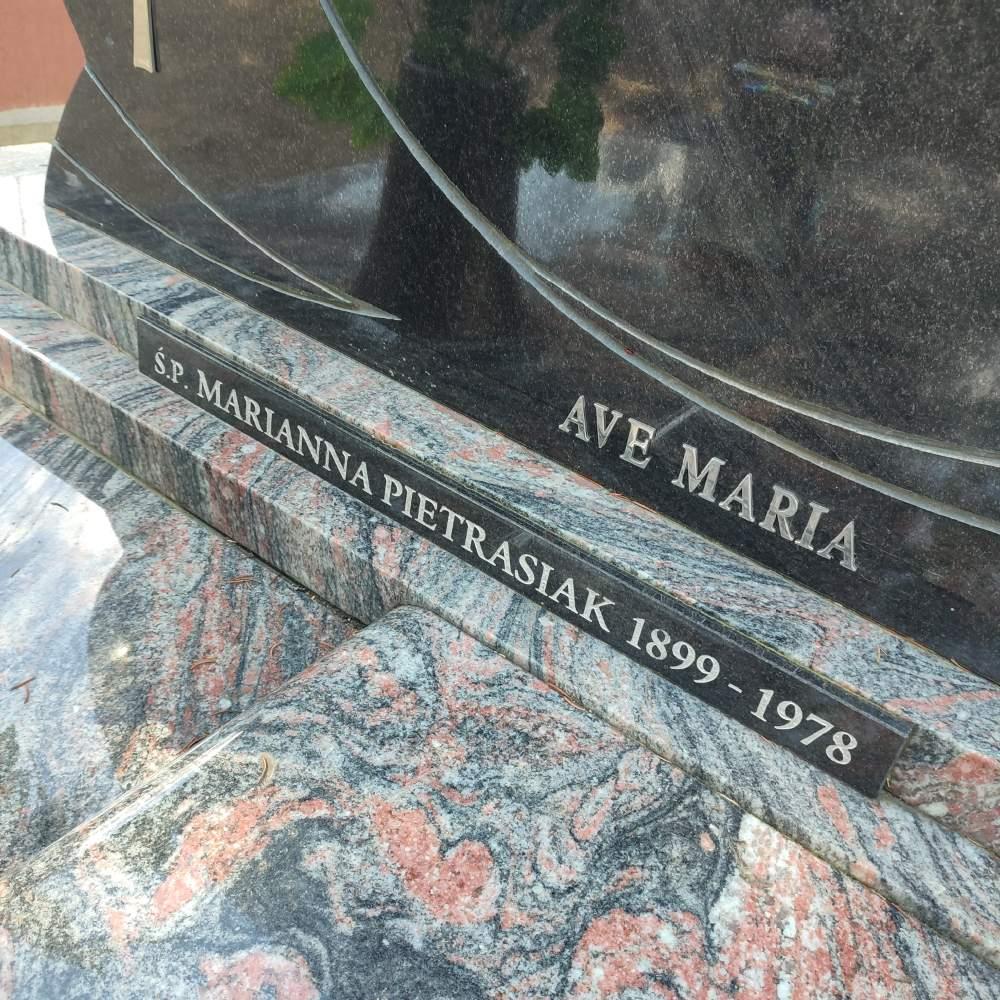 AVE MARIA
Ś.P. MARIANNA PIETRASIAK 1899 - 1978